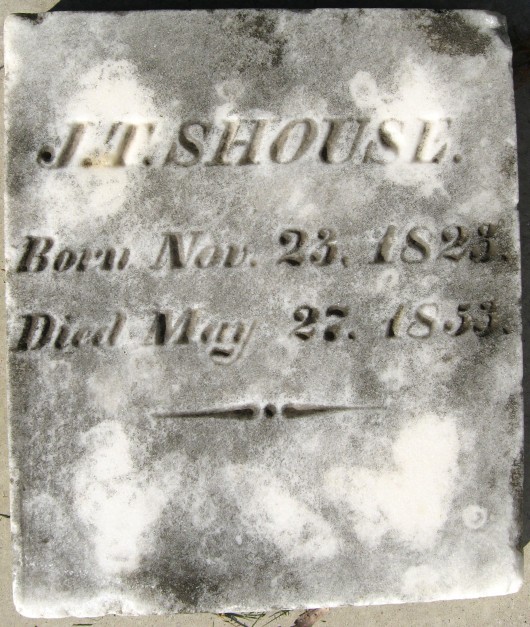 J.T. SHOUSE.
Born Nov. 23. 1823.
Died May 27. 1853.